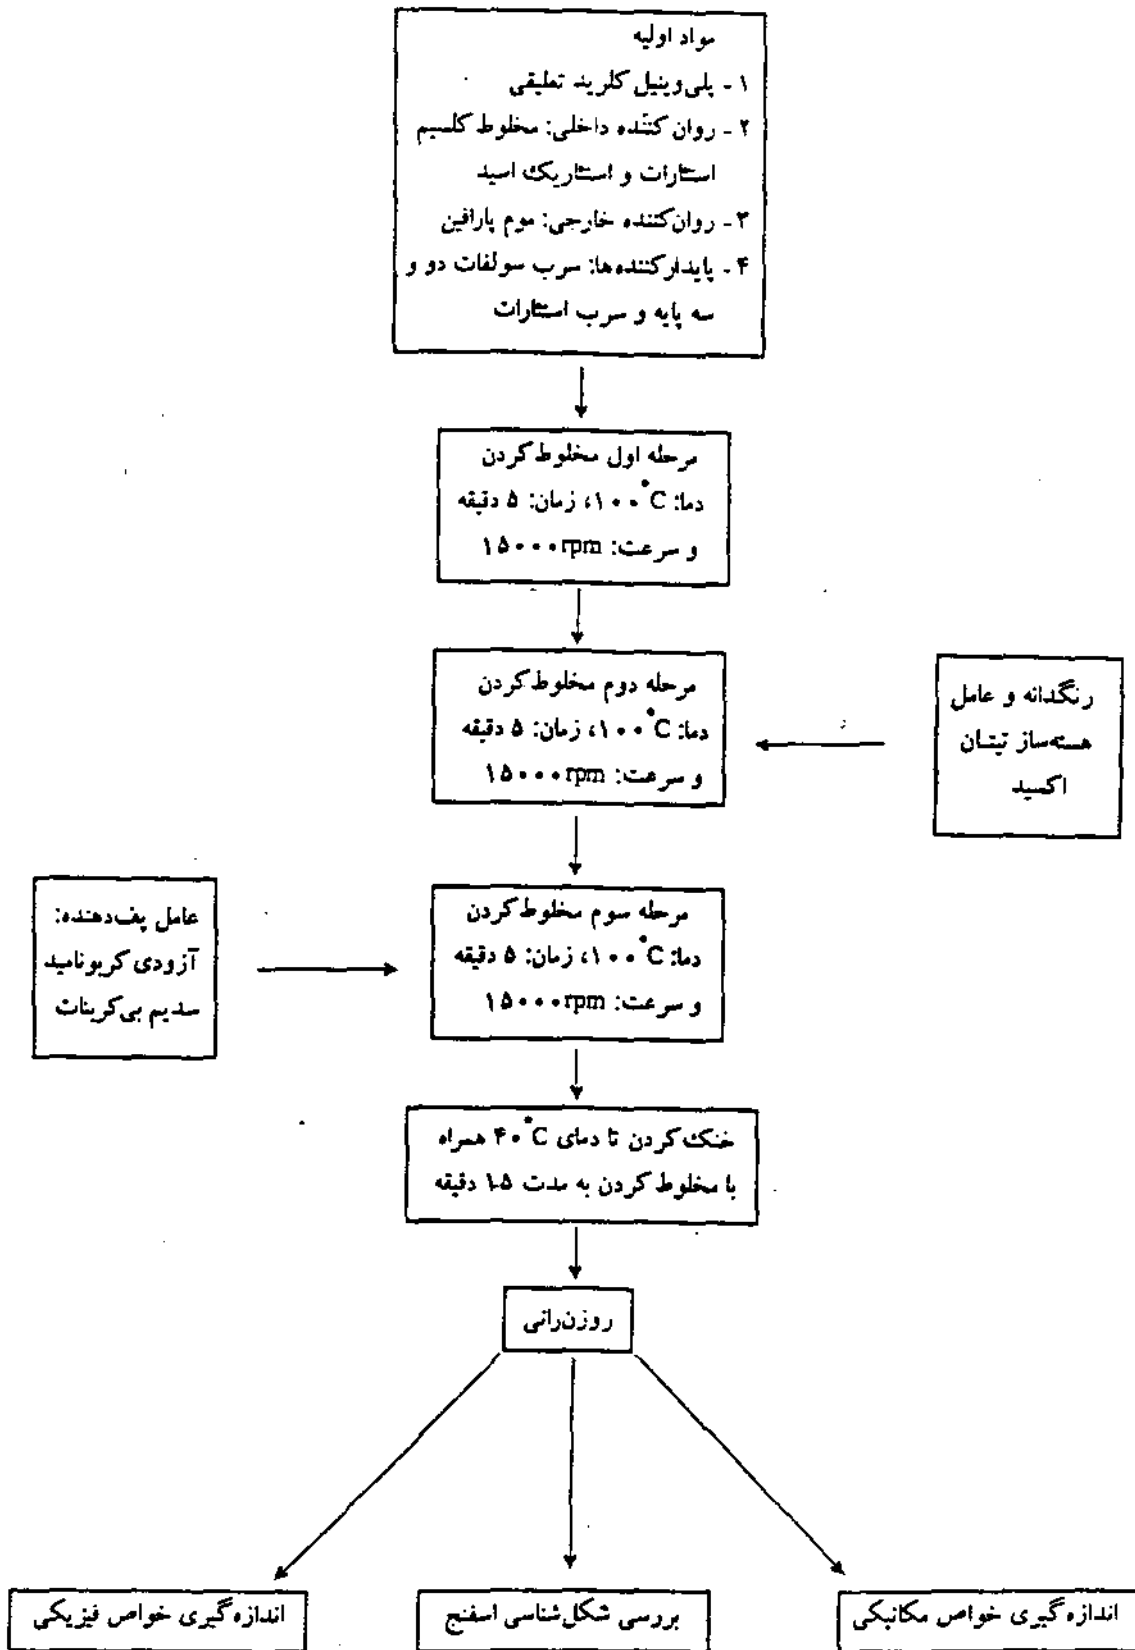 مواد اولیه
۱ - پلی‌وینیل کلرید تعلیقی
۲ - روان کننده داخلی: مخلوط کلسیم
استئارات و استئاریک اسید
۳ - روان‌کننده خارجی: موم پارافین
۴ - پایدارکننده‌ها: سرب سولفات دو و
سه پایه و سرب استئارات
مرحله اول مخلوط‌کردن
دما: ۱۰۰°C، زمان: ۵ دقیقه
و سرعت: ۱۵۰۰۰rpm
مرحله دوم مخلوط‌کردن
دما: ۱۰۰°C، زمان: ۵ دقیقه
و سرعت: ۱۵۰۰۰rpm
رنگدانه و عامل
هسته‌ساز تیتان
اکسید
مرحله سوم مخلوط‌کردن
دما: ۱۰۰°C، زمان: ۵ دقیقه
و سرعت: ۱۵۰۰۰rpm
عامل پف‌دهنده:
آزودی کربونامید
سدیم بی‌کربنات
خنک‌کردن تا دمای ۴۰°C همراه
با مخلوط کردن به مدت ۱۵ دقیقه
روزن‌رانی
اندازه‌گیری خواص مکانیکی
بررسی شکل‌شناسی اسفنج
اندازه‌گیری خواص فیزیکی